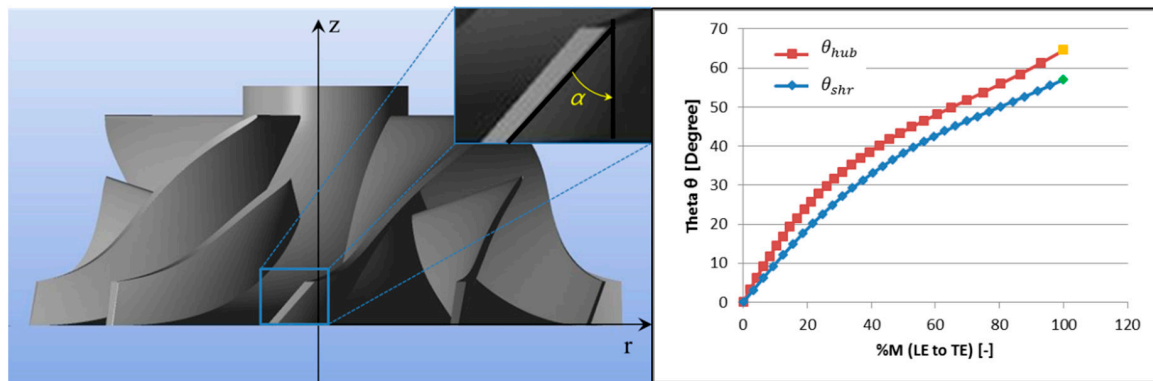 z
α
r
θhub
θshr
Theta θ [Degree]
70
60
50
40
30
20
10
0
0 20 40 60 80 100 120
%M (LE to TE) [-]